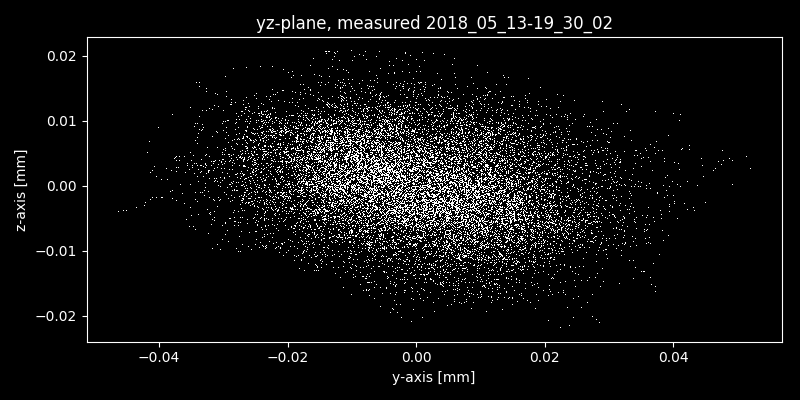 yz-plane, measured 2018_05_13-19_30_02
0.02
0.01
0.00
−0.01
−0.02
z-axis [mm]
−0.04 −0.02 0.00 0.02 0.04
y-axis [mm]